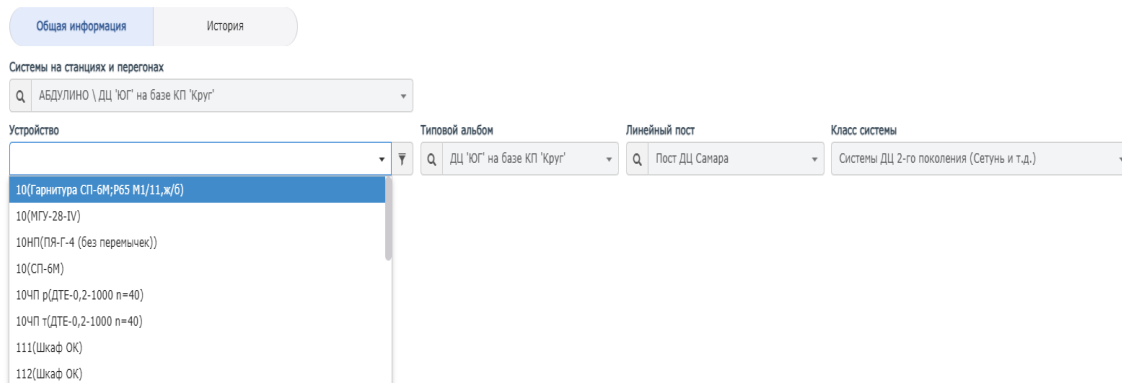 Общая информация История
Системы на станциях и перегонах
АБДУЛИНО \ ДЦ 'ЮГ' на базе КП 'Круг'
Устройство Типовой альбом Линейный пост Класс системы
ДЦ 'ЮГ' на базе КП 'Круг' Пост ДЦ Самара Системы ДЦ 2-го поколения (Сетунь и т.д.)
10(Гарнитура СП-6М;Р65 М1/11,ж/б)
10(МГУ-28-IV)
10НП(ПЯ-Г-4 (без перемычек))
10(СП-6М)
10ЧП р(ДТЕ-0,2-1000 n=40)
10ЧП т(ДТЕ-0,2-1000 n=40)
111(Шкаф ОК)
112(Шкаф ОК)